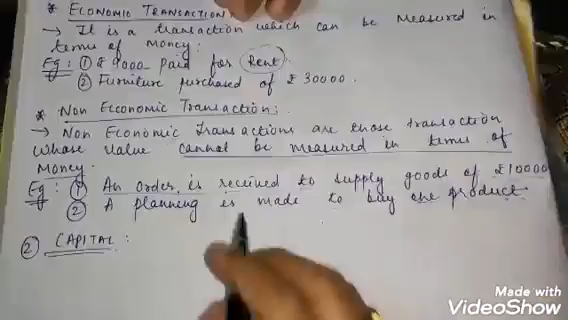 * ECONOMIC TRANSACTION:
→ It is a transaction which can be measured in
terms of Money:
Eg: ① ₹ 9000 paid for Rent
② Furniture purchased of ₹ 30000.
* Non Economic Transaction:
→ Non Economic Transactions are those transaction
whose value cannot be measured in terms of
Money.
Eg: ① An order is received to supply goods of ₹10000
② A planning is made to buy the product
② CAPITAL:
Made with
VideoShow